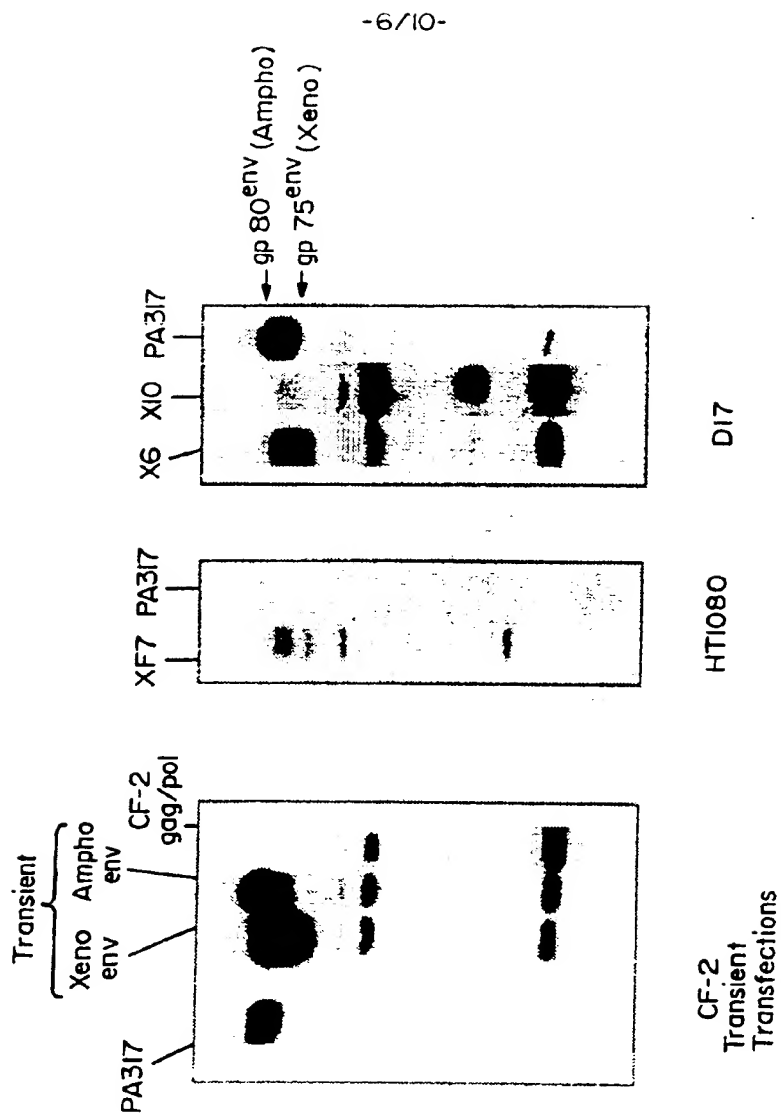 -6/10-
Transient
Xeno env
Ampho env
CF-2 gag/pol
PA317
XF7
PA317
X6
X10
PA317
gp 80env (Ampho)
gp 75env (Xeno)
CF-2
Transient
Transfections
HT1080
D17